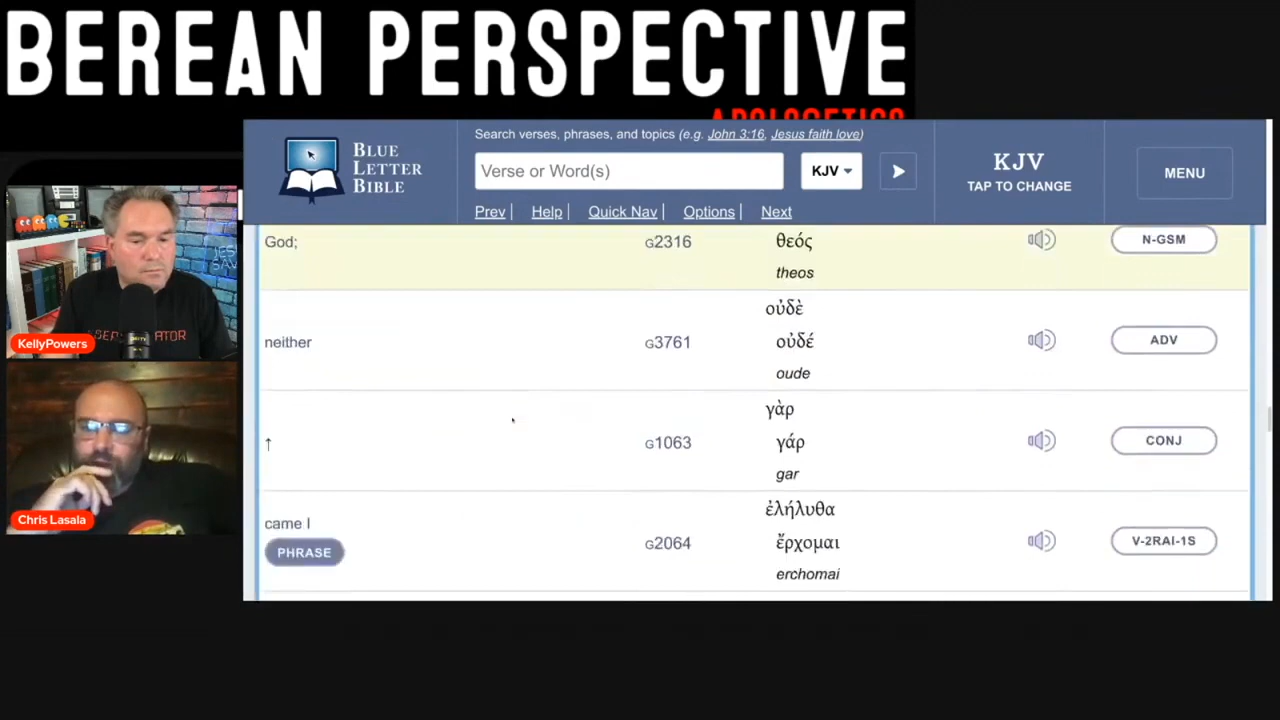 BEREAN PERSPECTIVE
APOLOGETICS
BLUE
LETTER
BIBLE
Search verses, phrases, and topics (e.g. John 3:16, Jesus faith love)
Verse or Word(s)
KJV
Prev| Help| Quick Nav| Options| Next
KJV
TAP TO CHANGE
MENU
God;
G2316
θεός
theos
N-GSM
neither
G3761
οὐδὲ
οὐδέ
oude
ADV
↑
G1063
γὰρ
γάρ
gar
CONJ
came I
PHRASE
G2064
ἐλήλυθα
ἔρχομαι
erchomai
V-2RAI-1S
KellyPowers
Chris Lasala